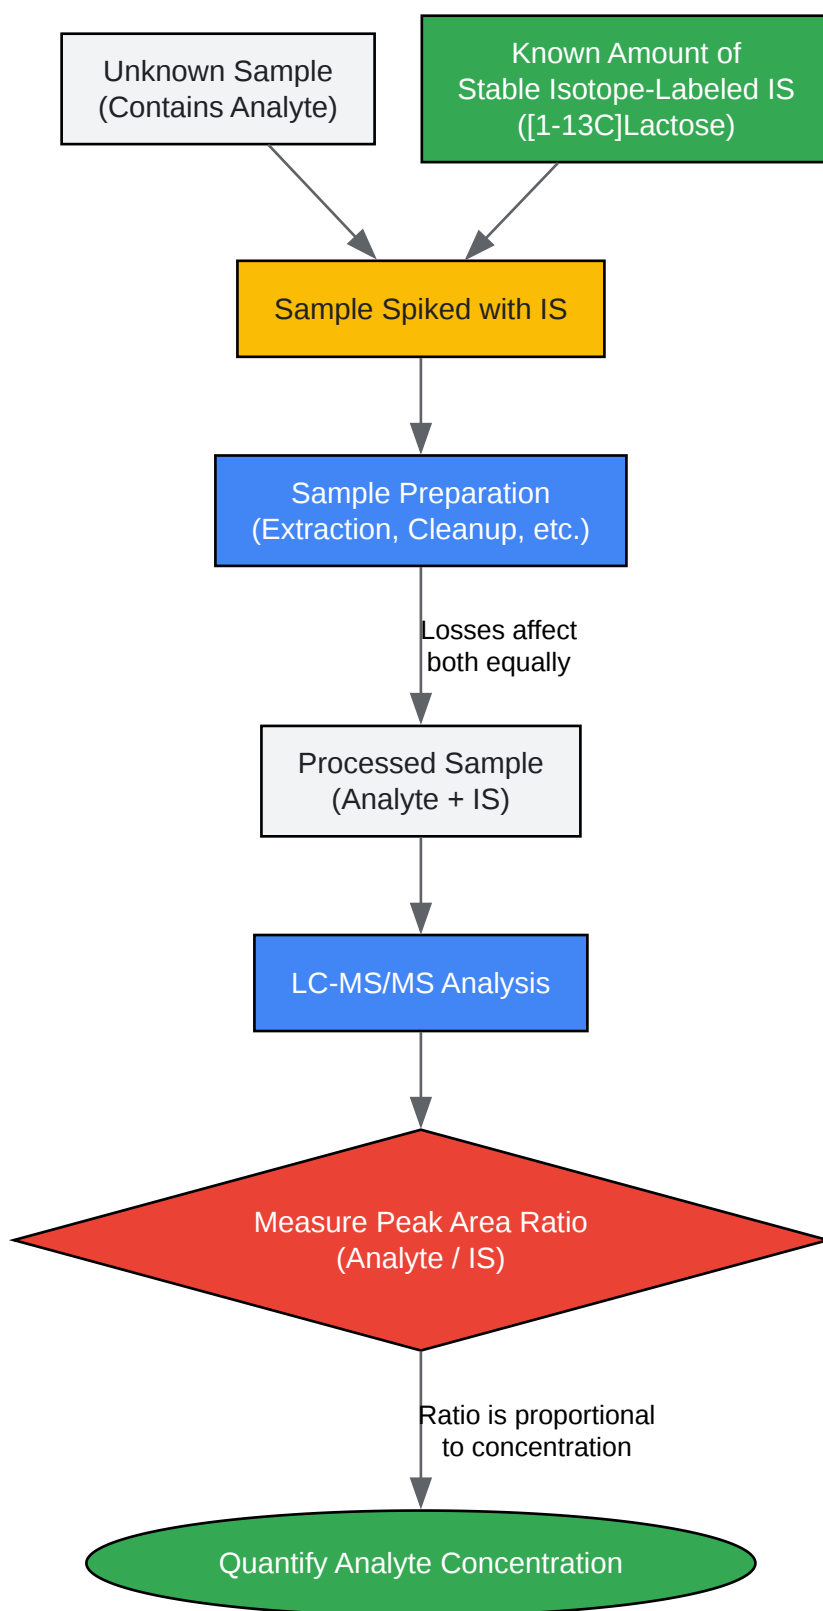 Unknown Sample
(Contains Analyte)
Known Amount of
Stable Isotope-Labeled IS
([1-13C]Lactose)
Sample Spiked with IS
Sample Preparation
(Extraction, Cleanup, etc.)
Losses affect
both equally
Processed Sample
(Analyte + IS)
LC-MS/MS Analysis
Measure Peak Area Ratio
(Analyte / IS)
Ratio is proportional
to concentration
Quantify Analyte Concentration